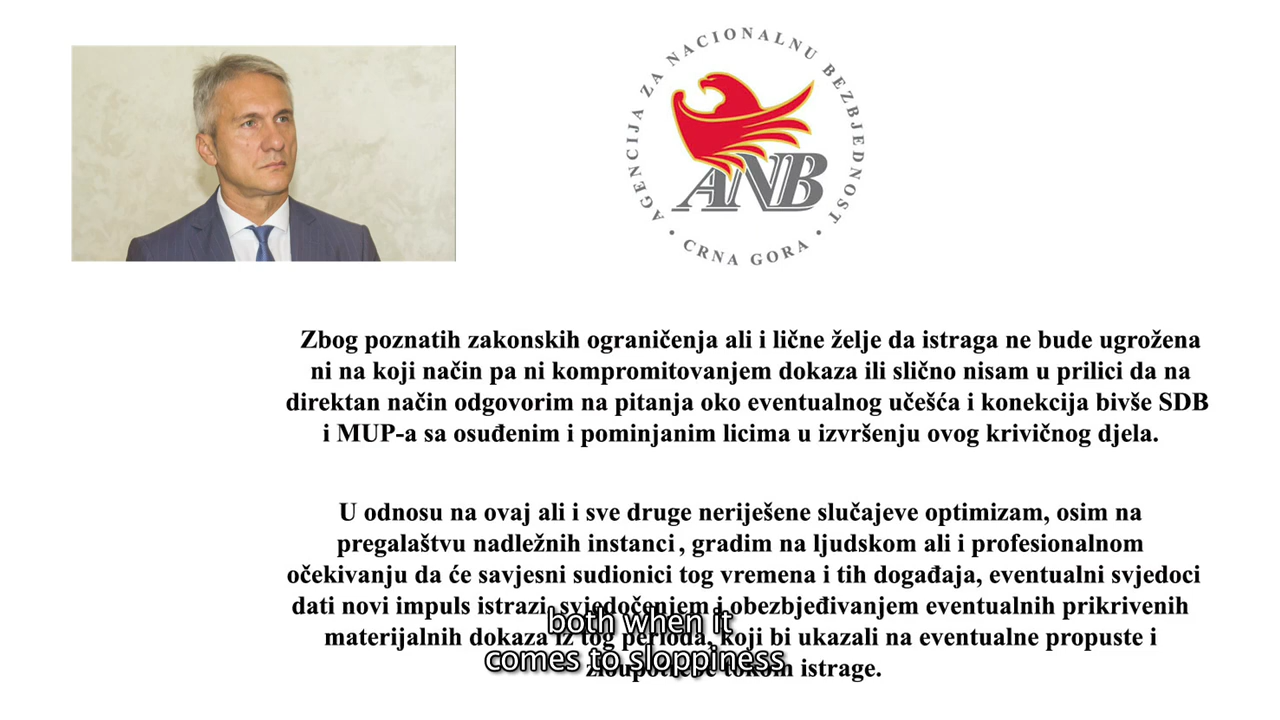 AGENCIJA ZA NACIONALNU BEZBJEDNOST
ANB
• CRNA GORA •
Zbog poznatih zakonskih ograničenja ali i lične želje da istraga ne bude ugrožena
ni na koji način pa ni kompromitovanjem dokaza ili slično nisam u prilici da na
direktan način odgovorim na pitanja oko eventualnog učešća i konekcija bivše SDB
i MUP-a sa osuđenim i pominjanim licima u izvršenju ovog krivičnog djela.
U odnosu na ovaj ali i sve druge neriješene slučajeve optimizam, osim na
pregalaštvu nadležnih instanci, gradim na ljudskom ali i profesionalnom
očekivanju da će savjesni sudionici tog vremena i tih događaja, eventualni svjedoci
dati novi impuls istrazi, svjedočenjem i obezbjeđivanjem eventualnih prikrivenih
materijalnih dokaza iz tog perioda, koji bi ukazali na eventualne propuste i
tokom istrage.
both when it
comes to sloppiness